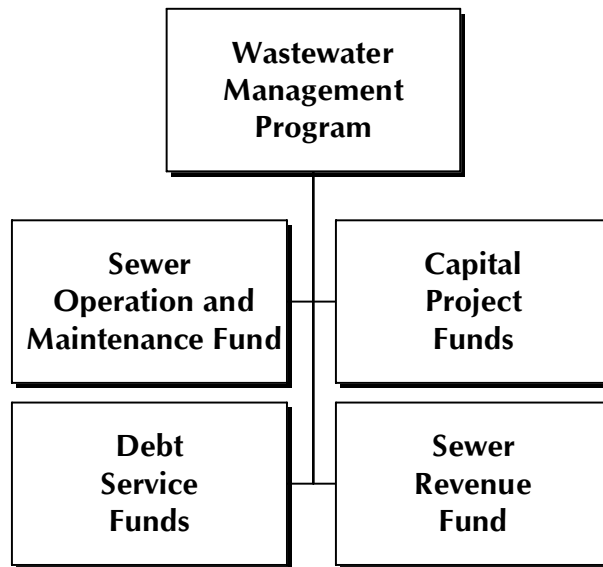 Wastewater
Management
Program
Sewer
Operation and
Maintenance Fund
Capital
Project
Funds
Debt
Service
Funds
Sewer
Revenue
Fund